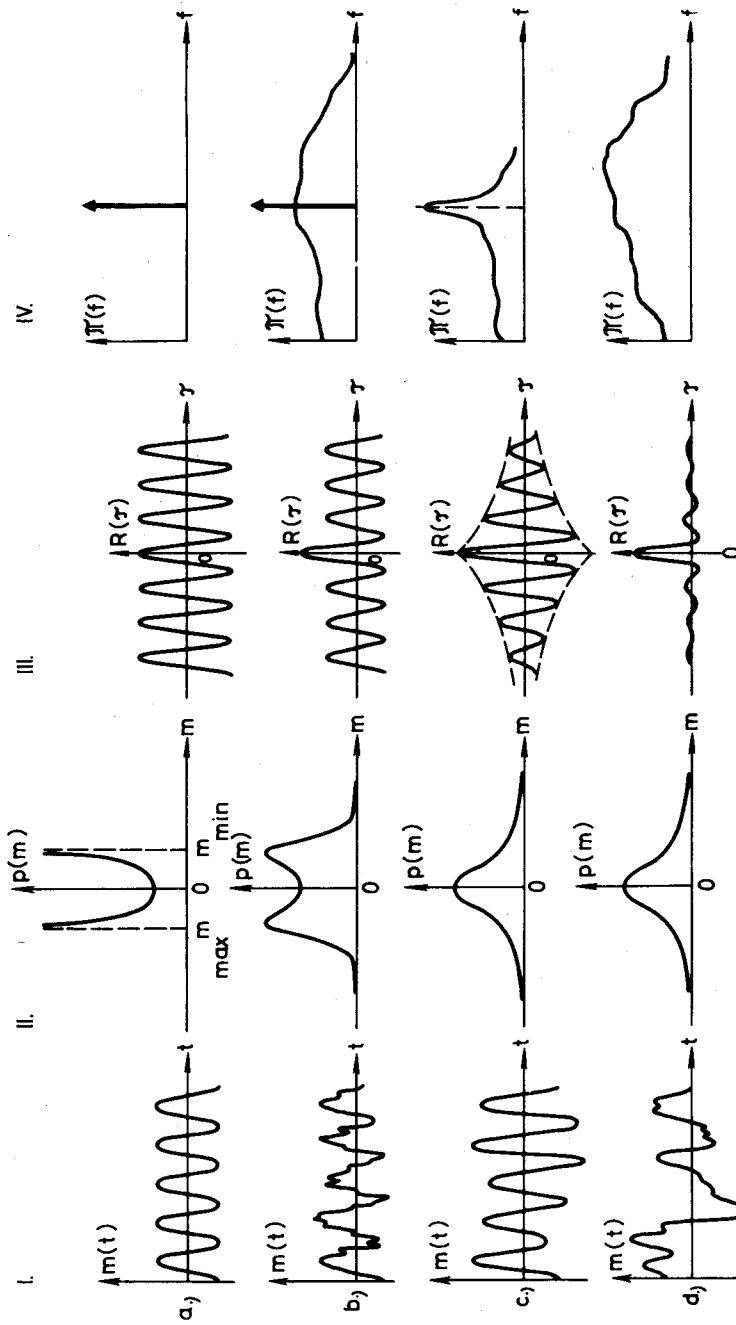 I. II. III. IV.
a.) m(t) t p(m) m R(τ) τ π(f) f
m 0 m 0
max min
b.) m(t) t p(m) m R(τ) τ π(f) f
0 0
c.) m(t) t p(m) m R(τ) τ π(f) f
0 0
d.) m(t) t p(m) m R(τ) τ π(f) f
0 0